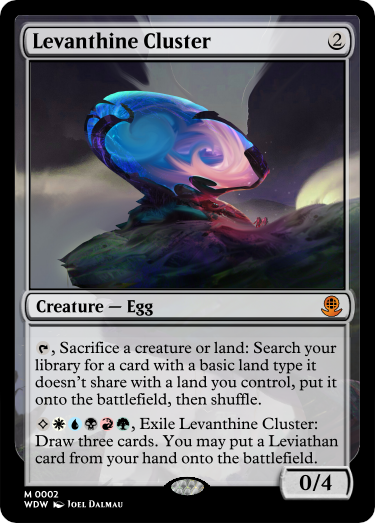 Levanthine Cluster 2
Creature — Egg
, Sacrifice a creature or land: Search your
library for a card with a basic land type it
doesn't share with a land you control, put it
onto the battlefield, then shuffle.
, Exile Levanthine Cluster:
Draw three cards. You may put a Leviathan
card from your hand onto the battlefield.
0/4
M 0002
WDW Joel Dalmau